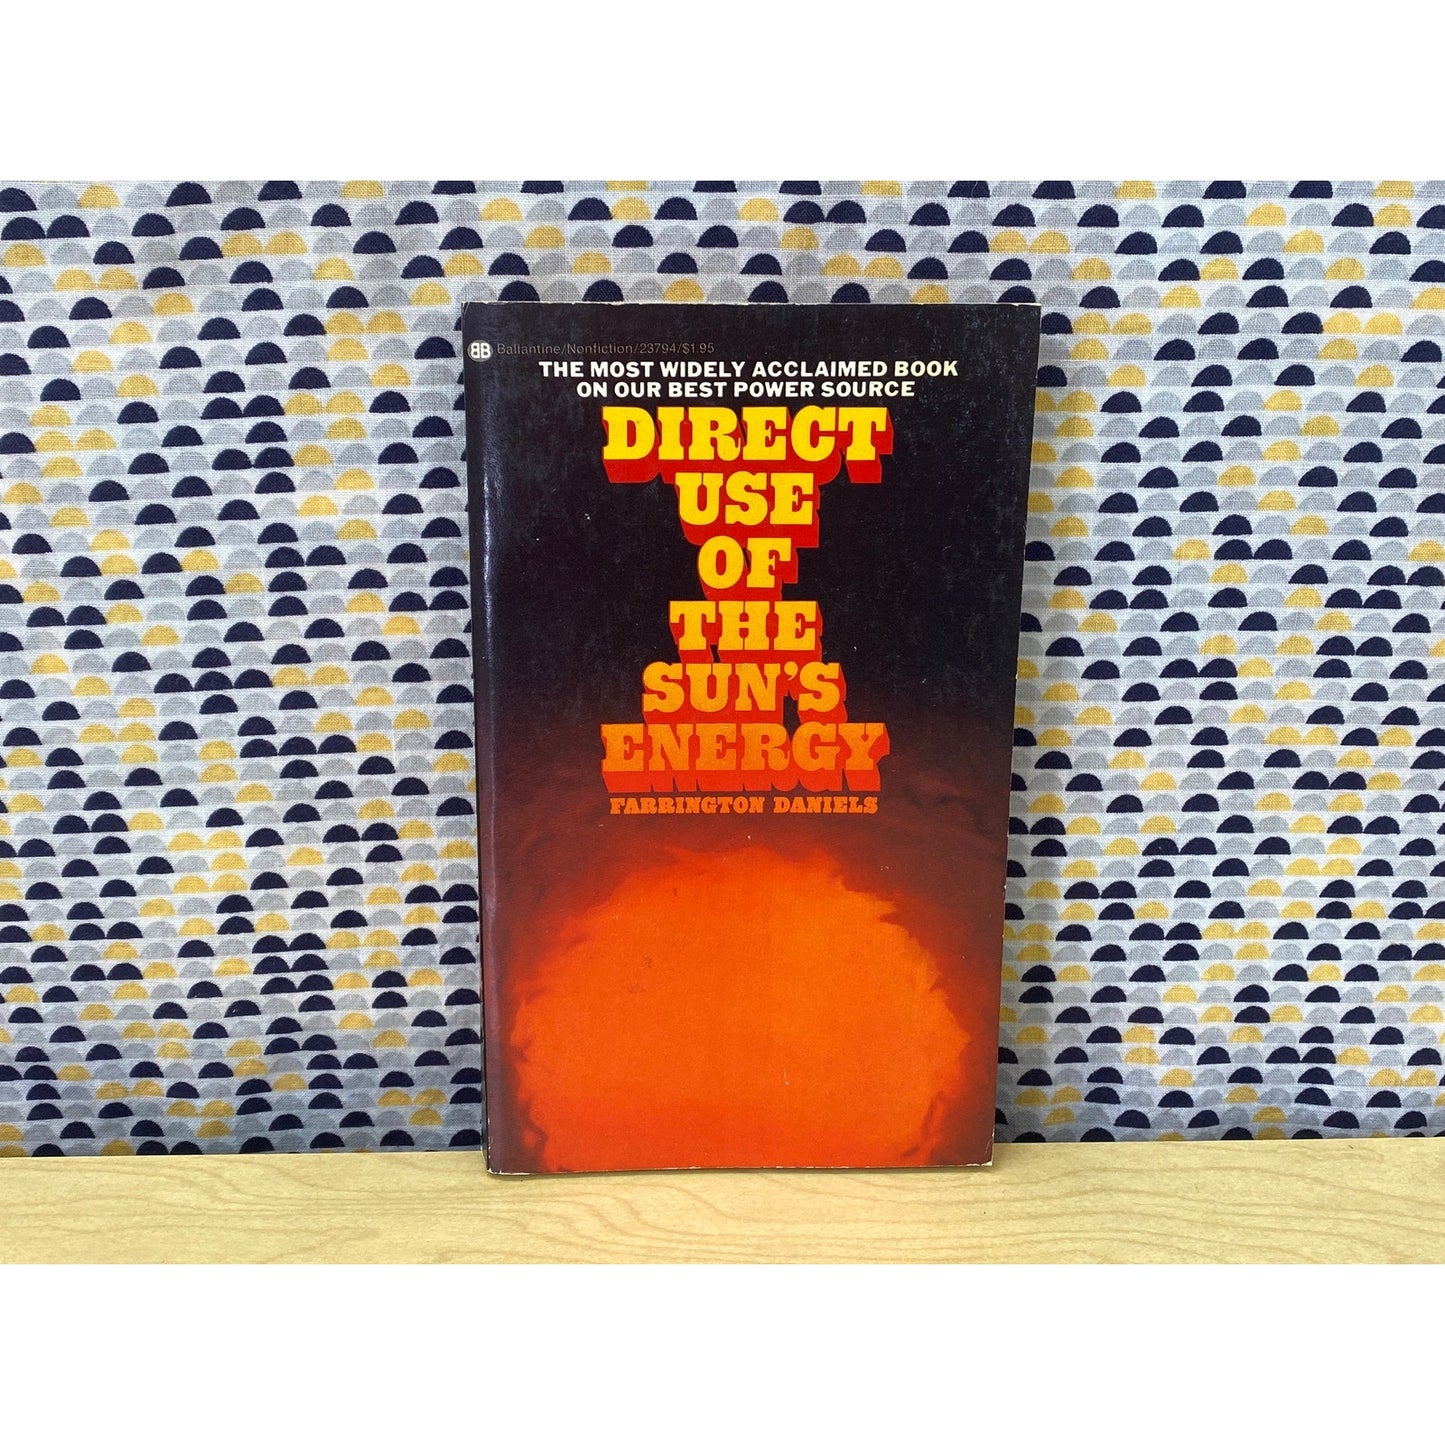 BB Ballantine/Nonfiction/23794/$1.95
THE MOST WIDELY ACCLAIMED BOOK
ON OUR BEST POWER SOURCE
DIRECT
USE
OF
THE
SUN'S
ENERGY
FARRINGTON DANIELS